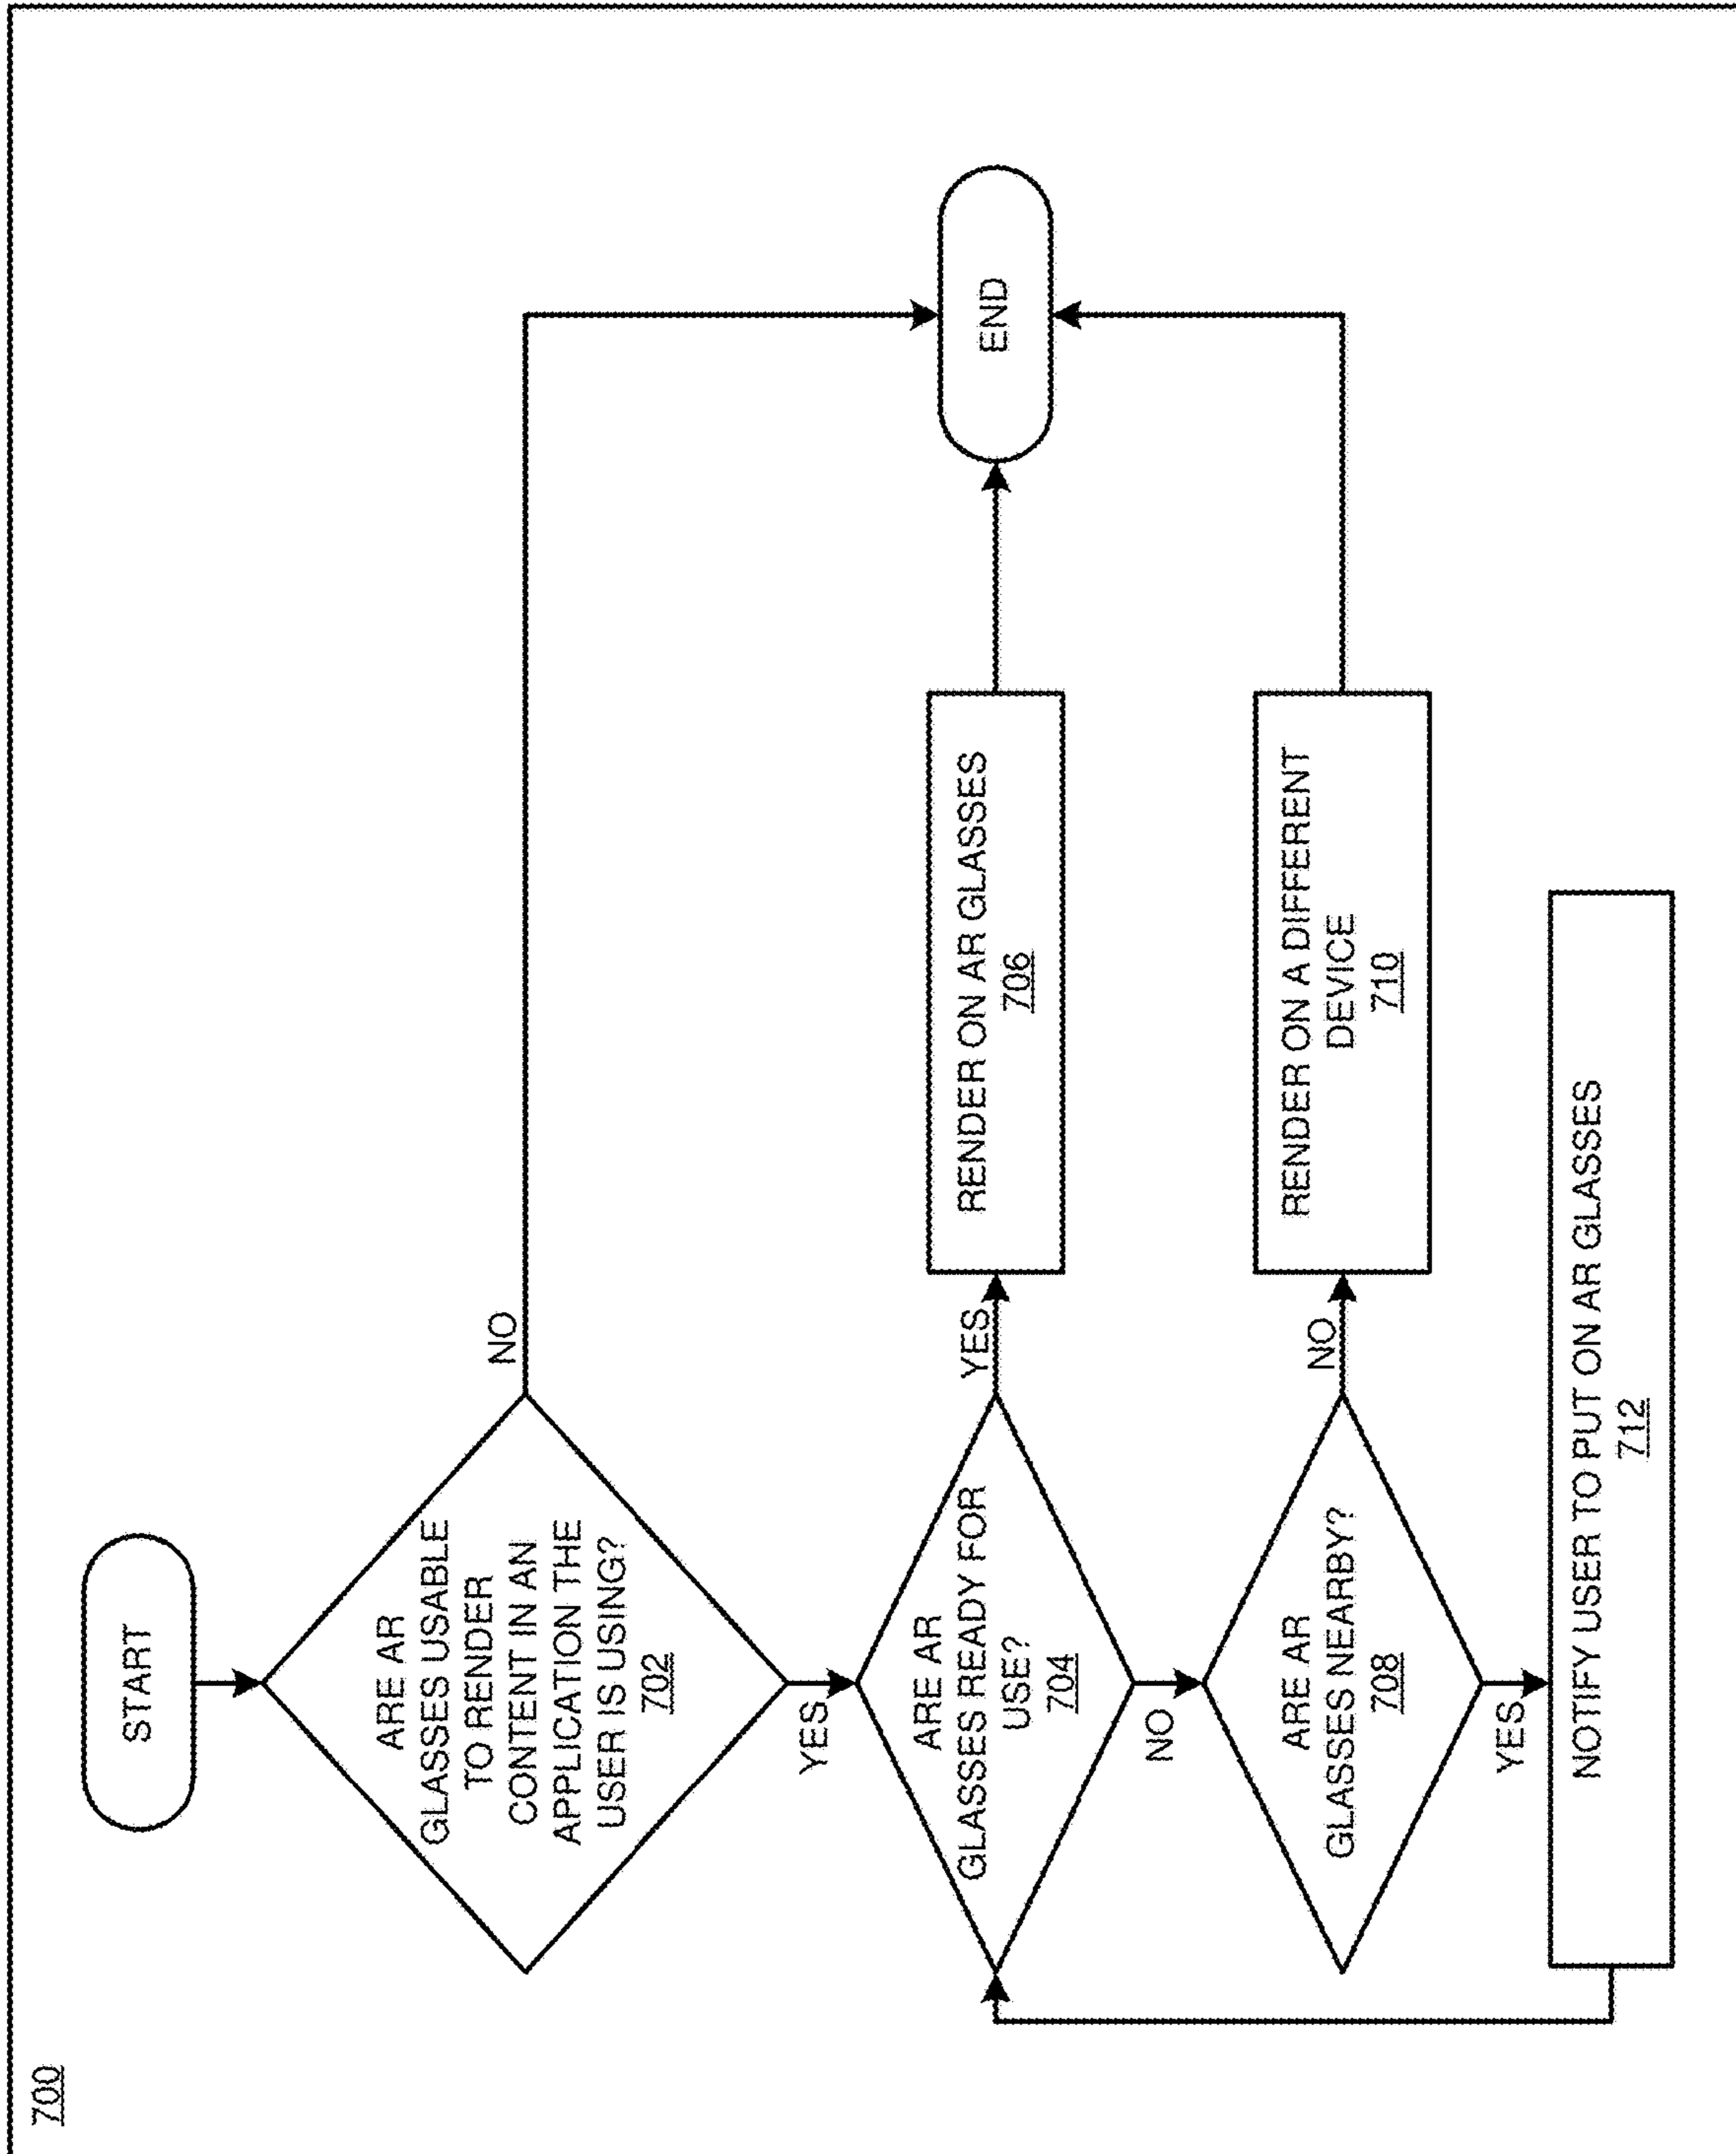 700
START
ARE AR
GLASSES USABLE
TO RENDER
CONTENT IN AN
APPLICATION THE
USER IS USING?
702
NO
YES
ARE AR
GLASSES READY FOR
USE?
704
YES
RENDER ON AR GLASSES
706
END
NO
ARE AR
GLASSES NEARBY?
708
NO
RENDER ON A DIFFERENT
DEVICE
710
YES
NOTIFY USER TO PUT ON AR GLASSES
712